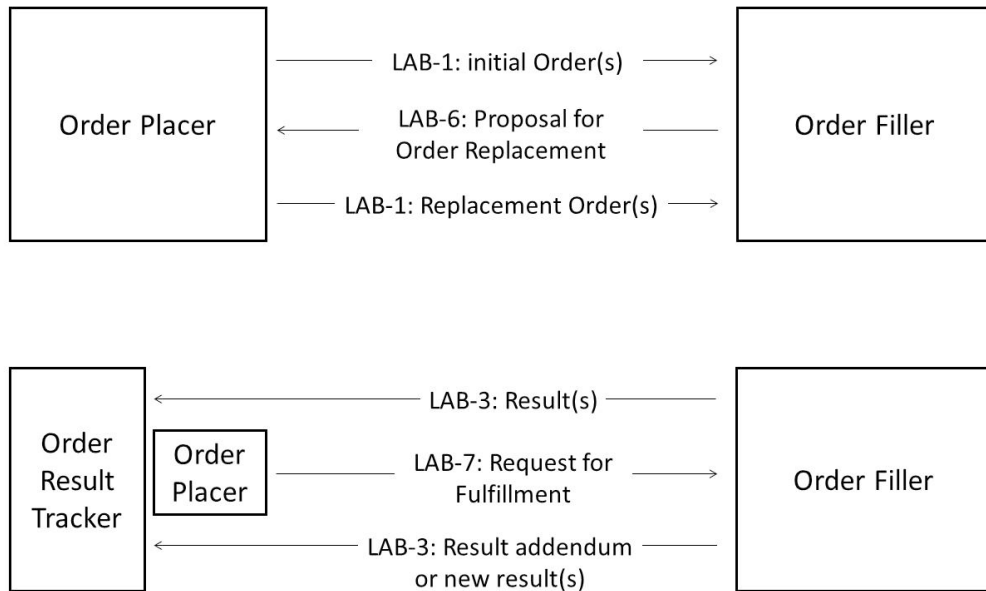 LAB-1: initial Order(s)
Order Placer
LAB-6: Proposal for
Order Replacement
Order Filler
LAB-1: Replacement Order(s)
LAB-3: Result(s)
Order
Result
Tracker
Order
Placer
LAB-7: Request for
Fulfillment
Order Filler
LAB-3: Result addendum
or new result(s)